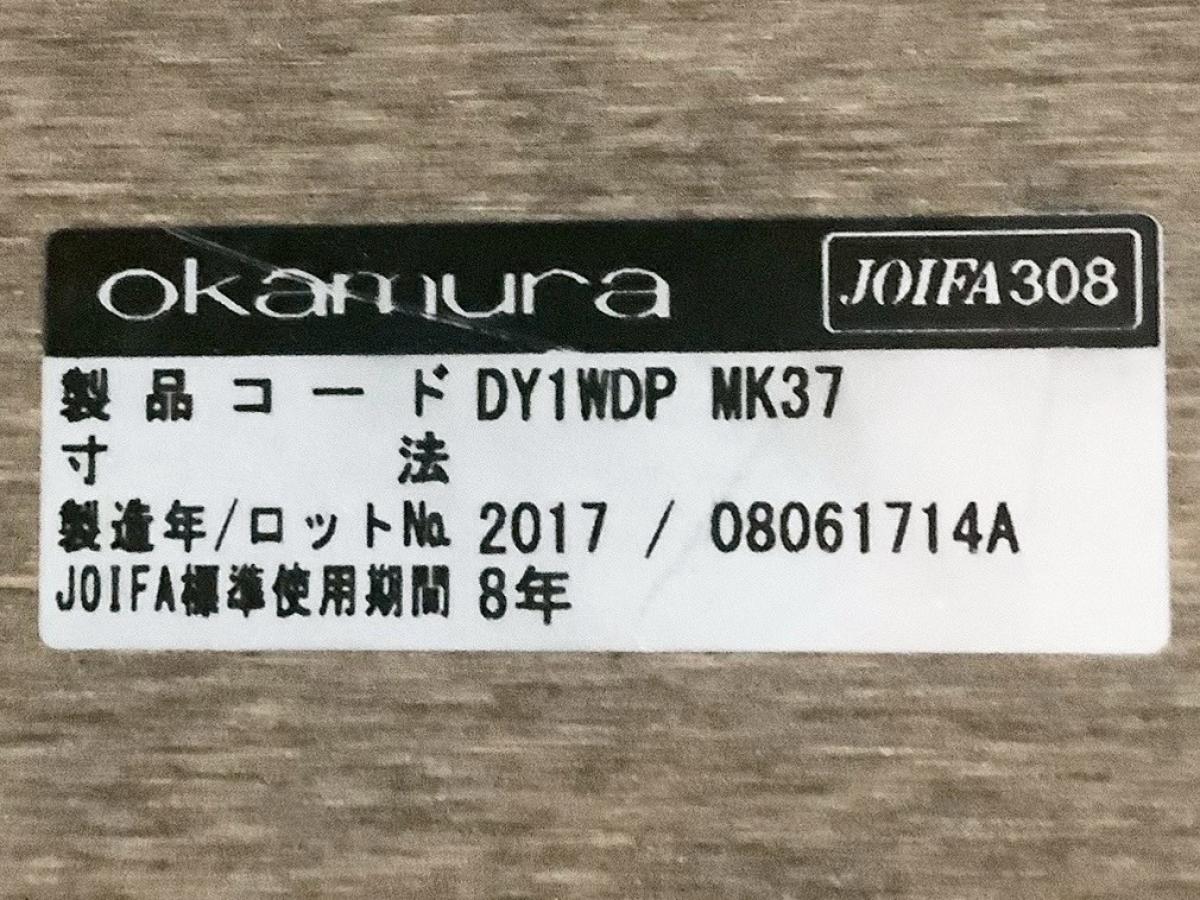 okamura JOIFA308
製品コード DY1WDP MK37
寸法
製造年/ロット№ 2017 / 08061714A
JOIFA標準使用期間 8年